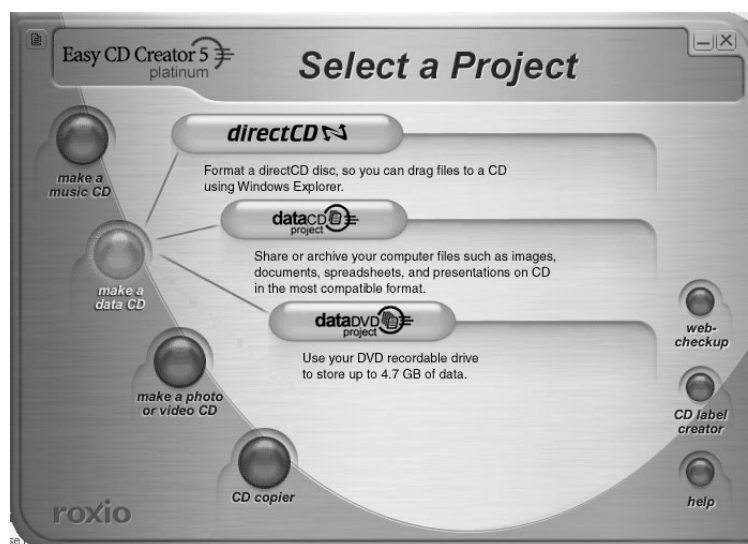 Easy CD Creator 5
platinum
Select a Project
make a
music CD
directCD
Format a directCD disc, so you can drag files to a CD
using Windows Explorer.
make a
data CD
dataCD
project
Share or archive your computer files such as images,
documents, spreadsheets, and presentations on CD
in the most compatible format.
dataDVD
project
Use your DVD recordable drive
to store up to 4.7 GB of data.
make a photo
or video CD
CD copier
web-
checkup
CD label
creator
help
roxio